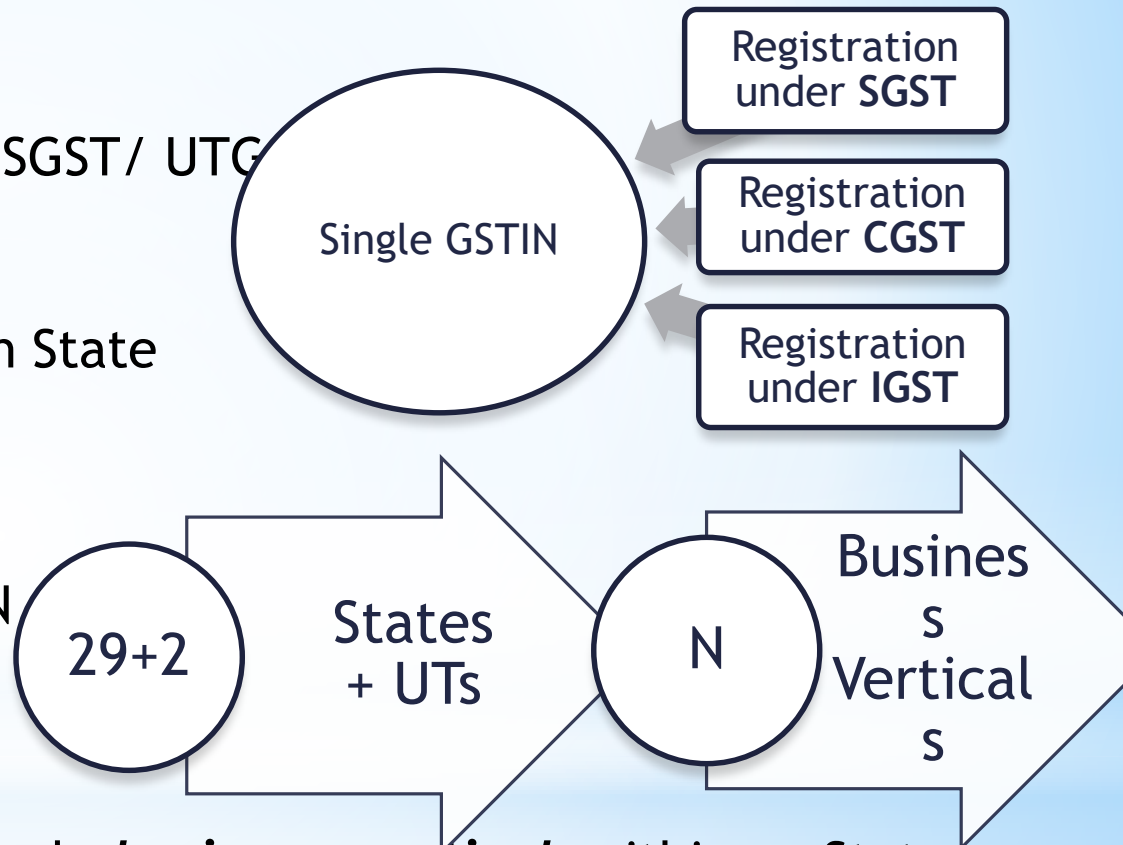 Registration
under SGST
SGST/ UTG
Single GSTIN
Registration
under CGST
Registration
under IGST
State
29+2
States
+ UTs
N
Busines
s
Vertical
s